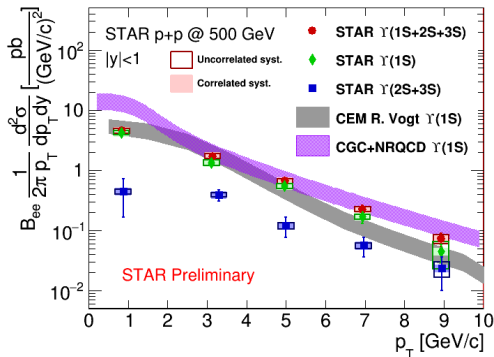 STAR p+p @ 500 GeV
|y|<1
Uncorrelated syst.
Correlated syst.
STAR ϒ(1S+2S+3S)
STAR ϒ(1S)
STAR ϒ(2S+3S)
CEM R. Vogt ϒ(1S)
CGC+NRQCD ϒ(1S)
STAR Preliminary
B_ee 1/(2π p_T) d²σ/(dp_T dy) [pb/(GeV/c)²]
10²
10
1
10⁻¹
10⁻²
0 1 2 3 4 5 6 7 8 9 10
p_T [GeV/c]